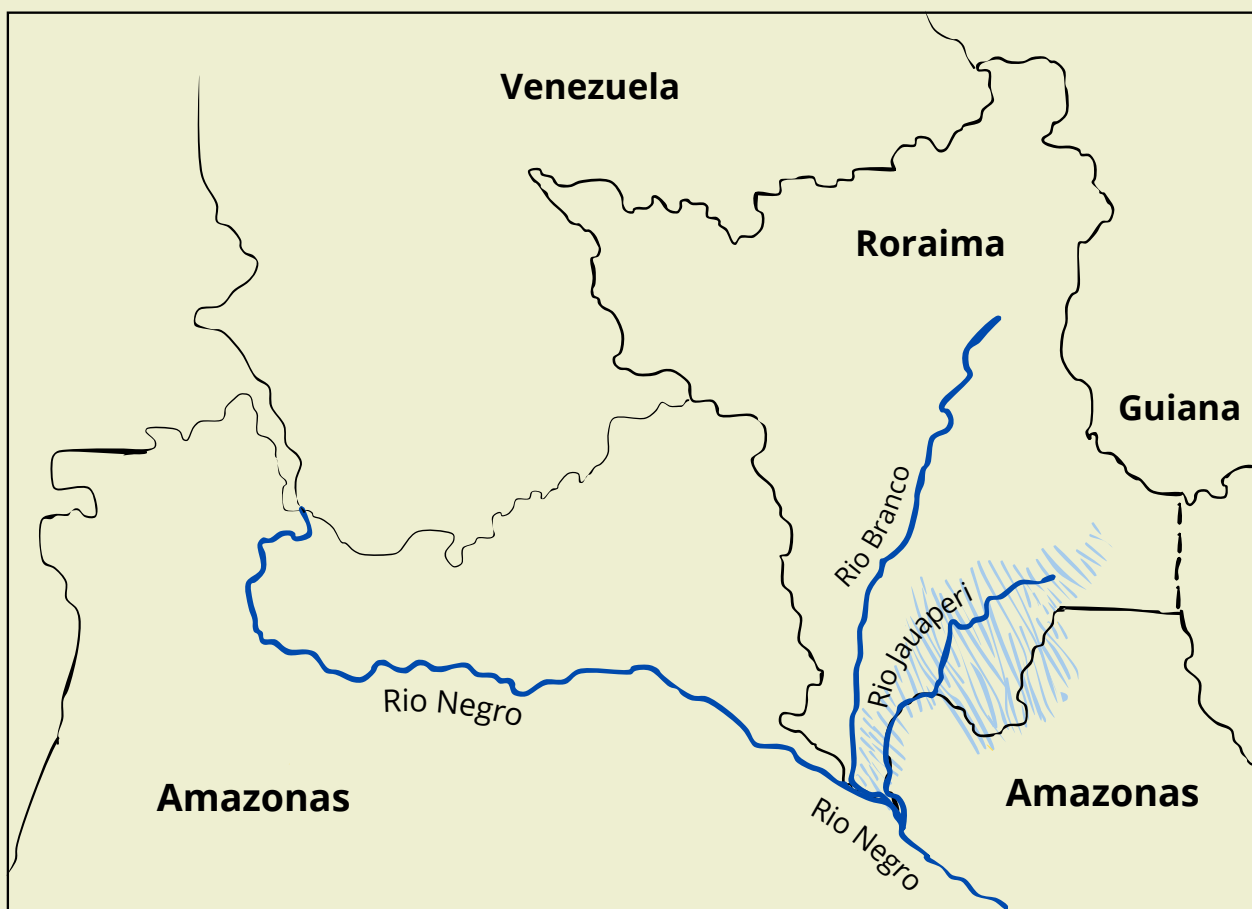 Venezuela
Roraima
Guiana
Rio Branco
Rio Jauaperi
Rio Negro
Amazonas
Amazonas
Rio Negro